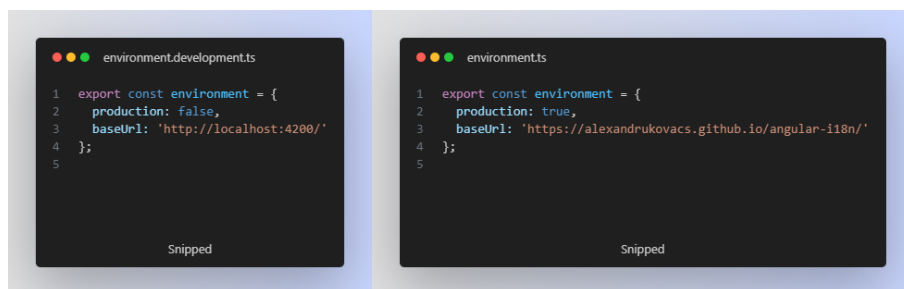 environment.development.ts
1 export const environment = {
2   production: false,
3   baseUrl: 'http://localhost:4200/'
4 };
5
Snipped
environment.ts
1 export const environment = {
2   production: true,
3   baseUrl: 'https://alexandrukovacs.github.io/angular-i18n/'
4 };
5
Snipped